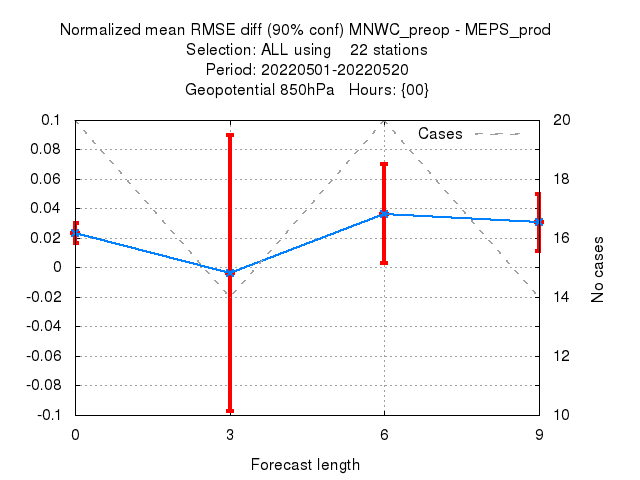 Normalized mean RMSE diff (90% conf) MNWC_preop - MEPS_prod
Selection: ALL using    22 stations
Period: 20220501-20220520
Geopotential 850hPa   Hours: {00}
Cases
0.1
0.08
0.06
0.04
0.02
0
-0.02
-0.04
-0.06
-0.08
-0.1
20
18
16
14
12
10
No cases
0 3 6 9
Forecast length